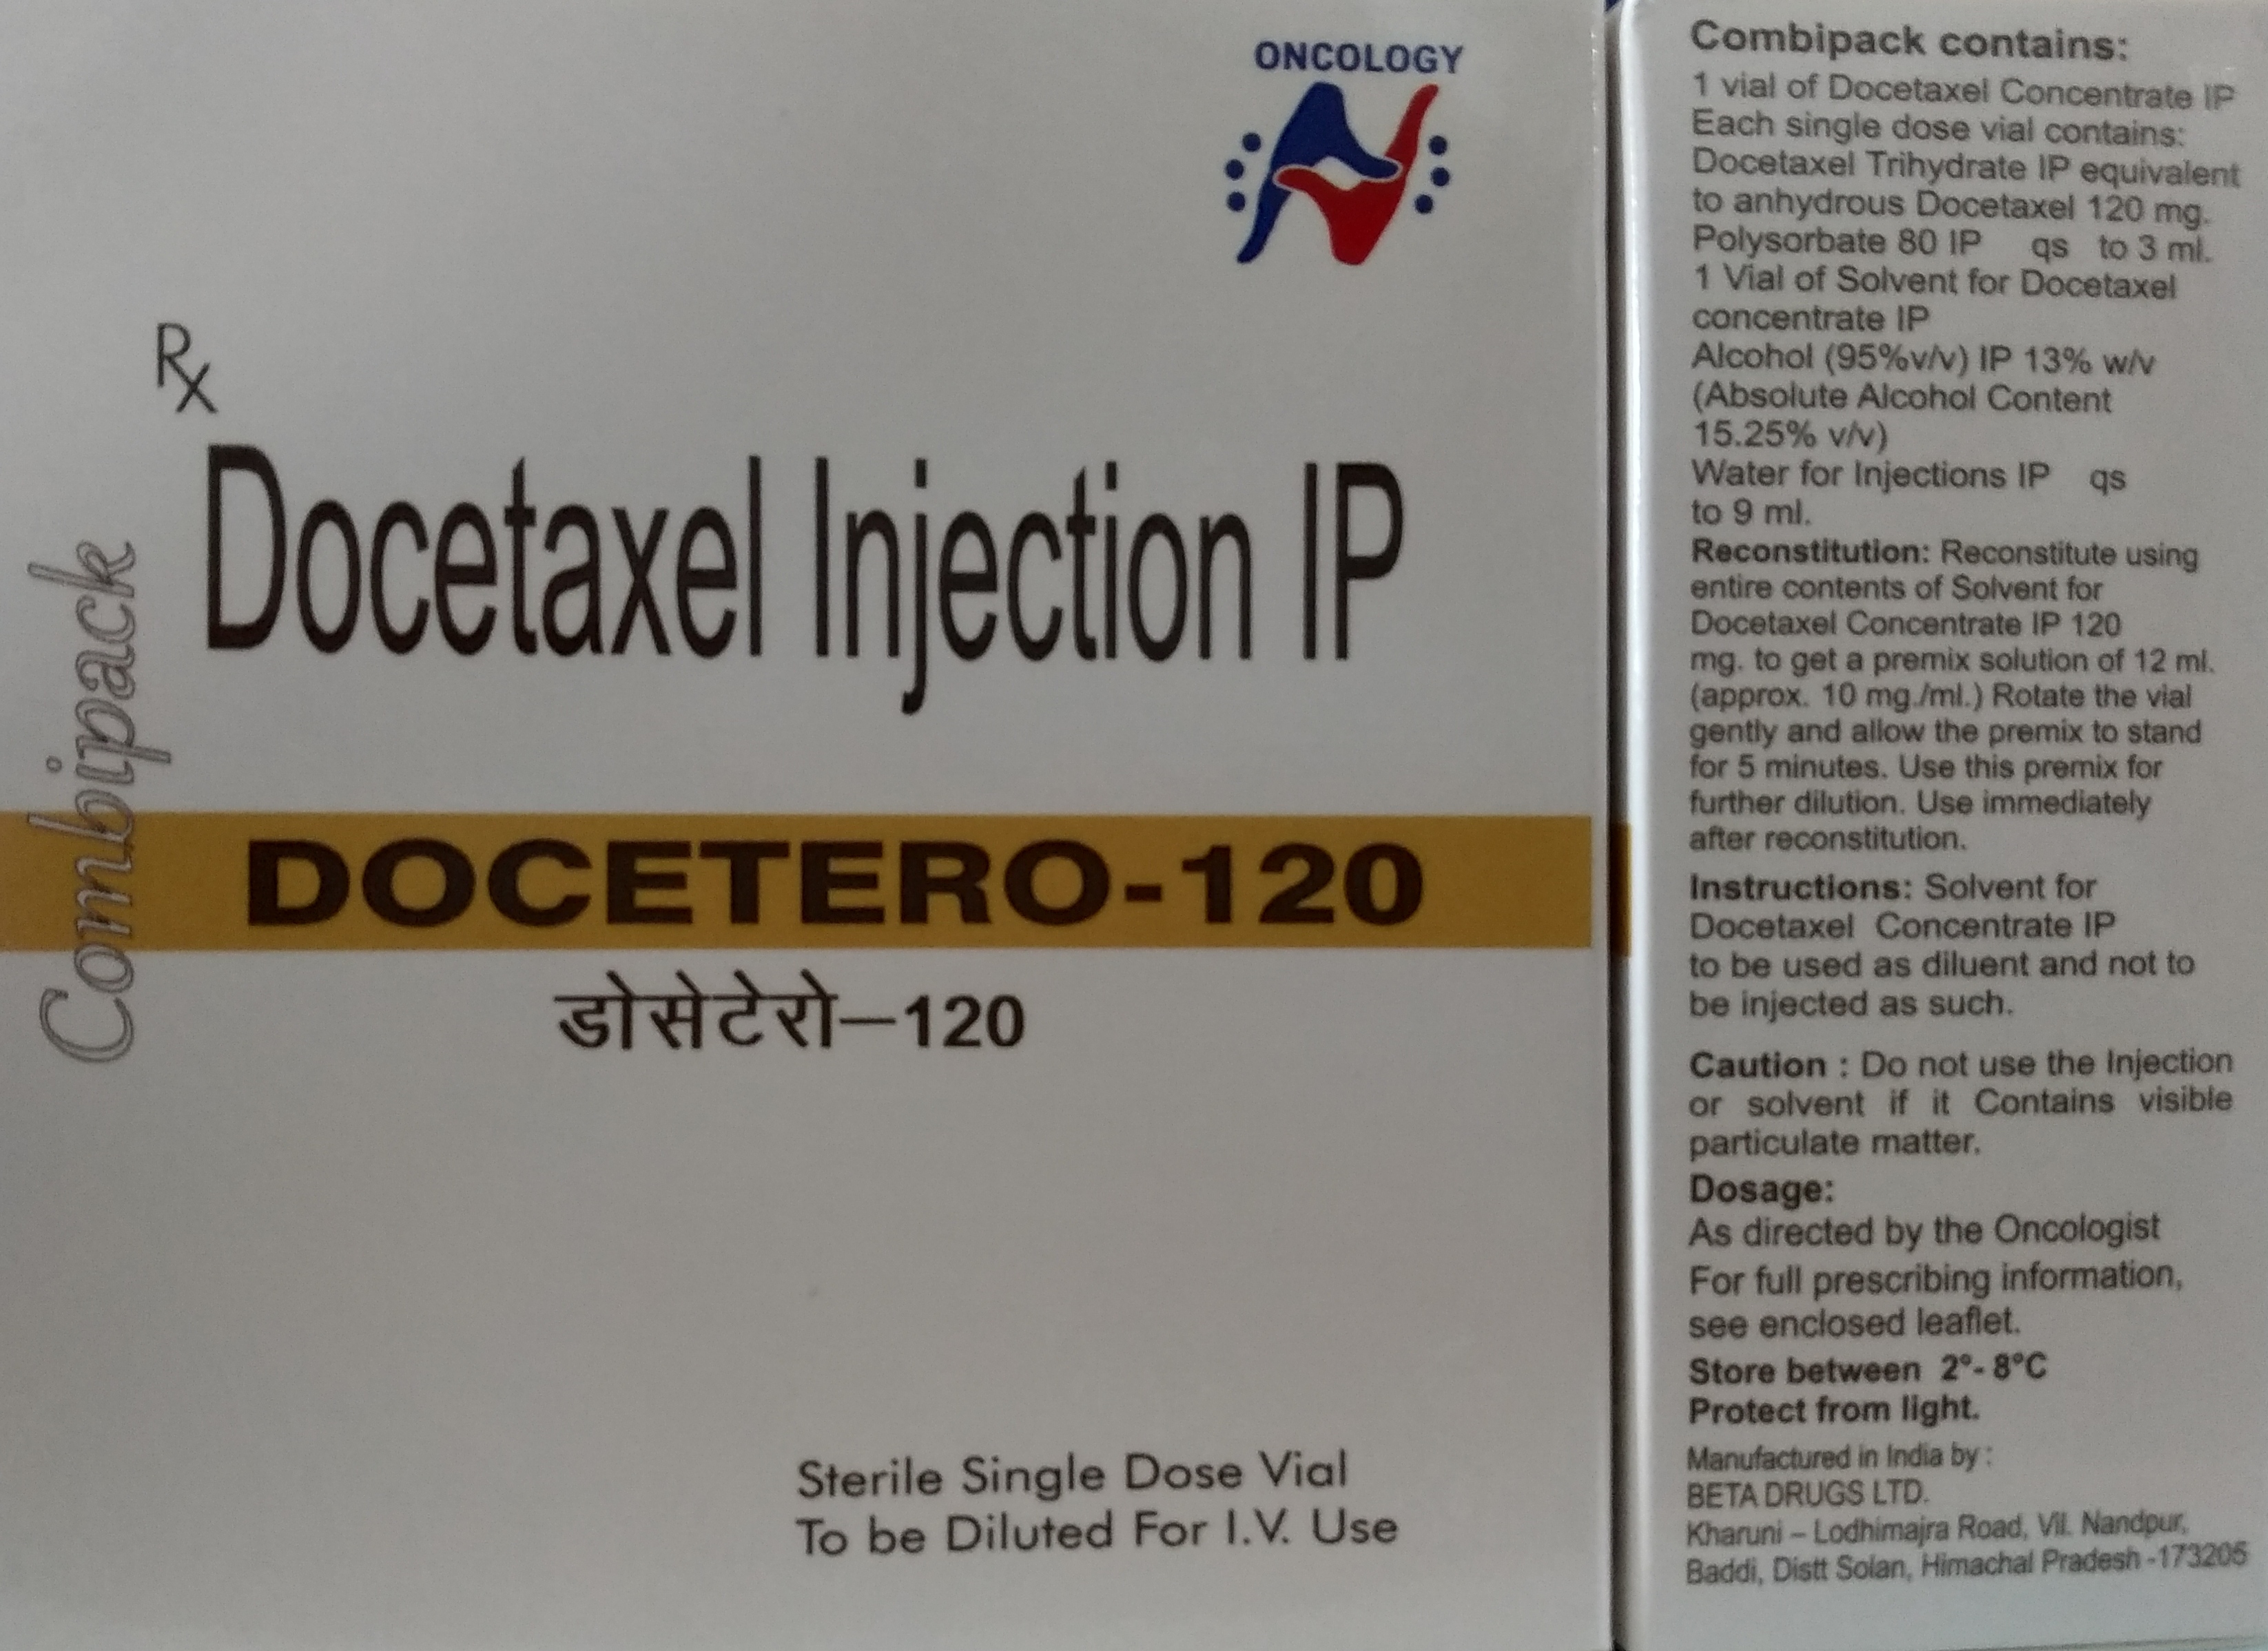 ONCOLOGY
Rx
Combipack
Docetaxel Injection IP
DOCETERO-120
डोसेटेरो–120
Sterile Single Dose Vial
To be Diluted For I.V. Use
Combipack contains:
1 vial of Docetaxel Concentrate IP
Each single dose vial contains:
Docetaxel Trihydrate IP equivalent
to anhydrous Docetaxel 120 mg.
Polysorbate 80 IP qs to 3 ml.
1 Vial of Solvent for Docetaxel
concentrate IP
Alcohol (95%v/v) IP 13% w/v
(Absolute Alcohol Content
15.25% v/v)
Water for Injections IP qs
to 9 ml.
Reconstitution: Reconstitute using
entire contents of Solvent for
Docetaxel Concentrate IP 120
mg. to get a premix solution of 12 ml.
(approx. 10 mg./ml.) Rotate the vial
gently and allow the premix to stand
for 5 minutes. Use this premix for
further dilution. Use immediately
after reconstitution.
Instructions: Solvent for
Docetaxel Concentrate IP
to be used as diluent and not to
be injected as such.
Caution : Do not use the Injection
or solvent if it Contains visible
particulate matter.
Dosage:
As directed by the Oncologist
For full prescribing information,
see enclosed leaflet.
Store between 2°- 8°C
Protect from light.
Manufactured in India by :
BETA DRUGS LTD.
Kharuni – Lodhimajra Road, Vil. Nandpur,
Baddi, Distt Solan, Himachal Pradesh -173205